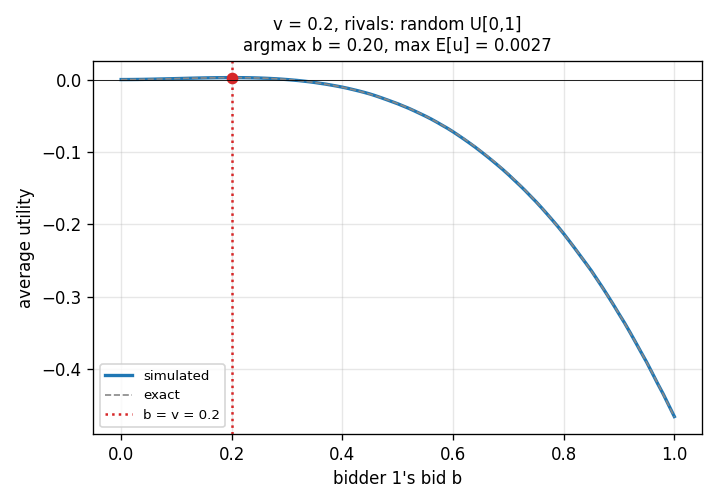 v = 0.2, rivals: random U[0,1]
argmax b = 0.20, max E[u] = 0.0027
average utility
0.0
−0.1
−0.2
−0.3
−0.4
simulated
exact
b = v = 0.2
0.0 0.2 0.4 0.6 0.8 1.0
bidder 1's bid b